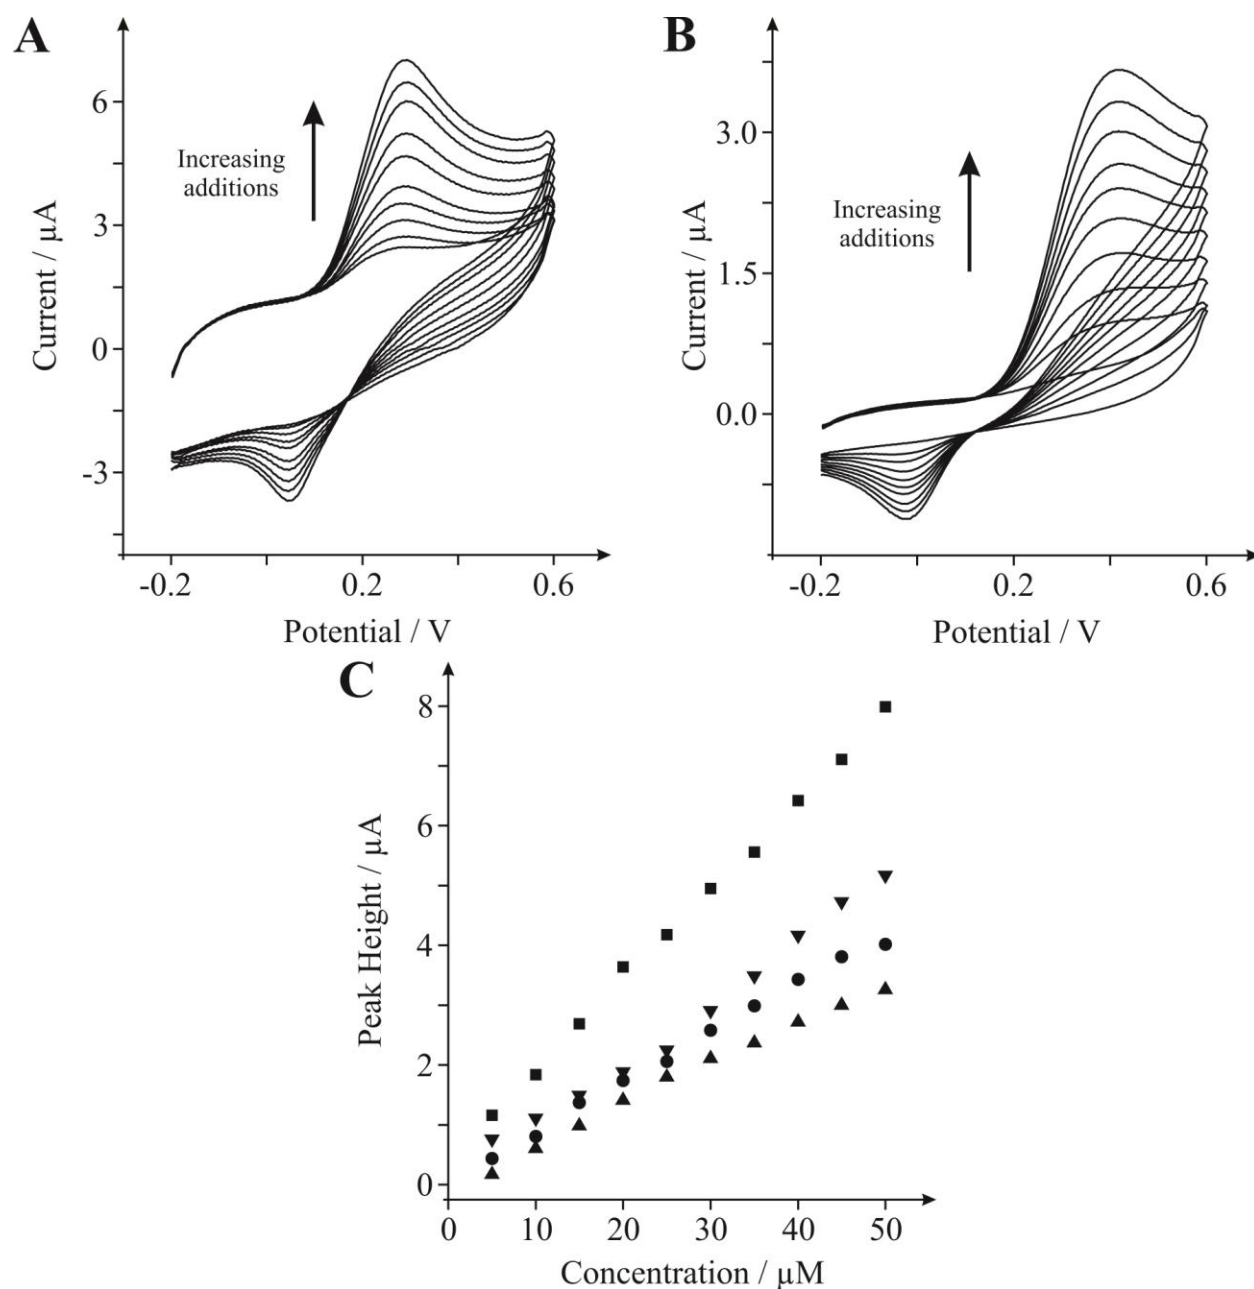 A
6
3
0
-3
Increasing
additions
Current / µA
-0.2
0.2
0.6
Potential / V
B
3.0
1.5
0.0
Increasing
additions
Current / µA
-0.2
0.2
0.6
Potential / V
C
8
6
4
2
0
Peak Height / µA
0
10
20
30
40
50
Concentration / µM